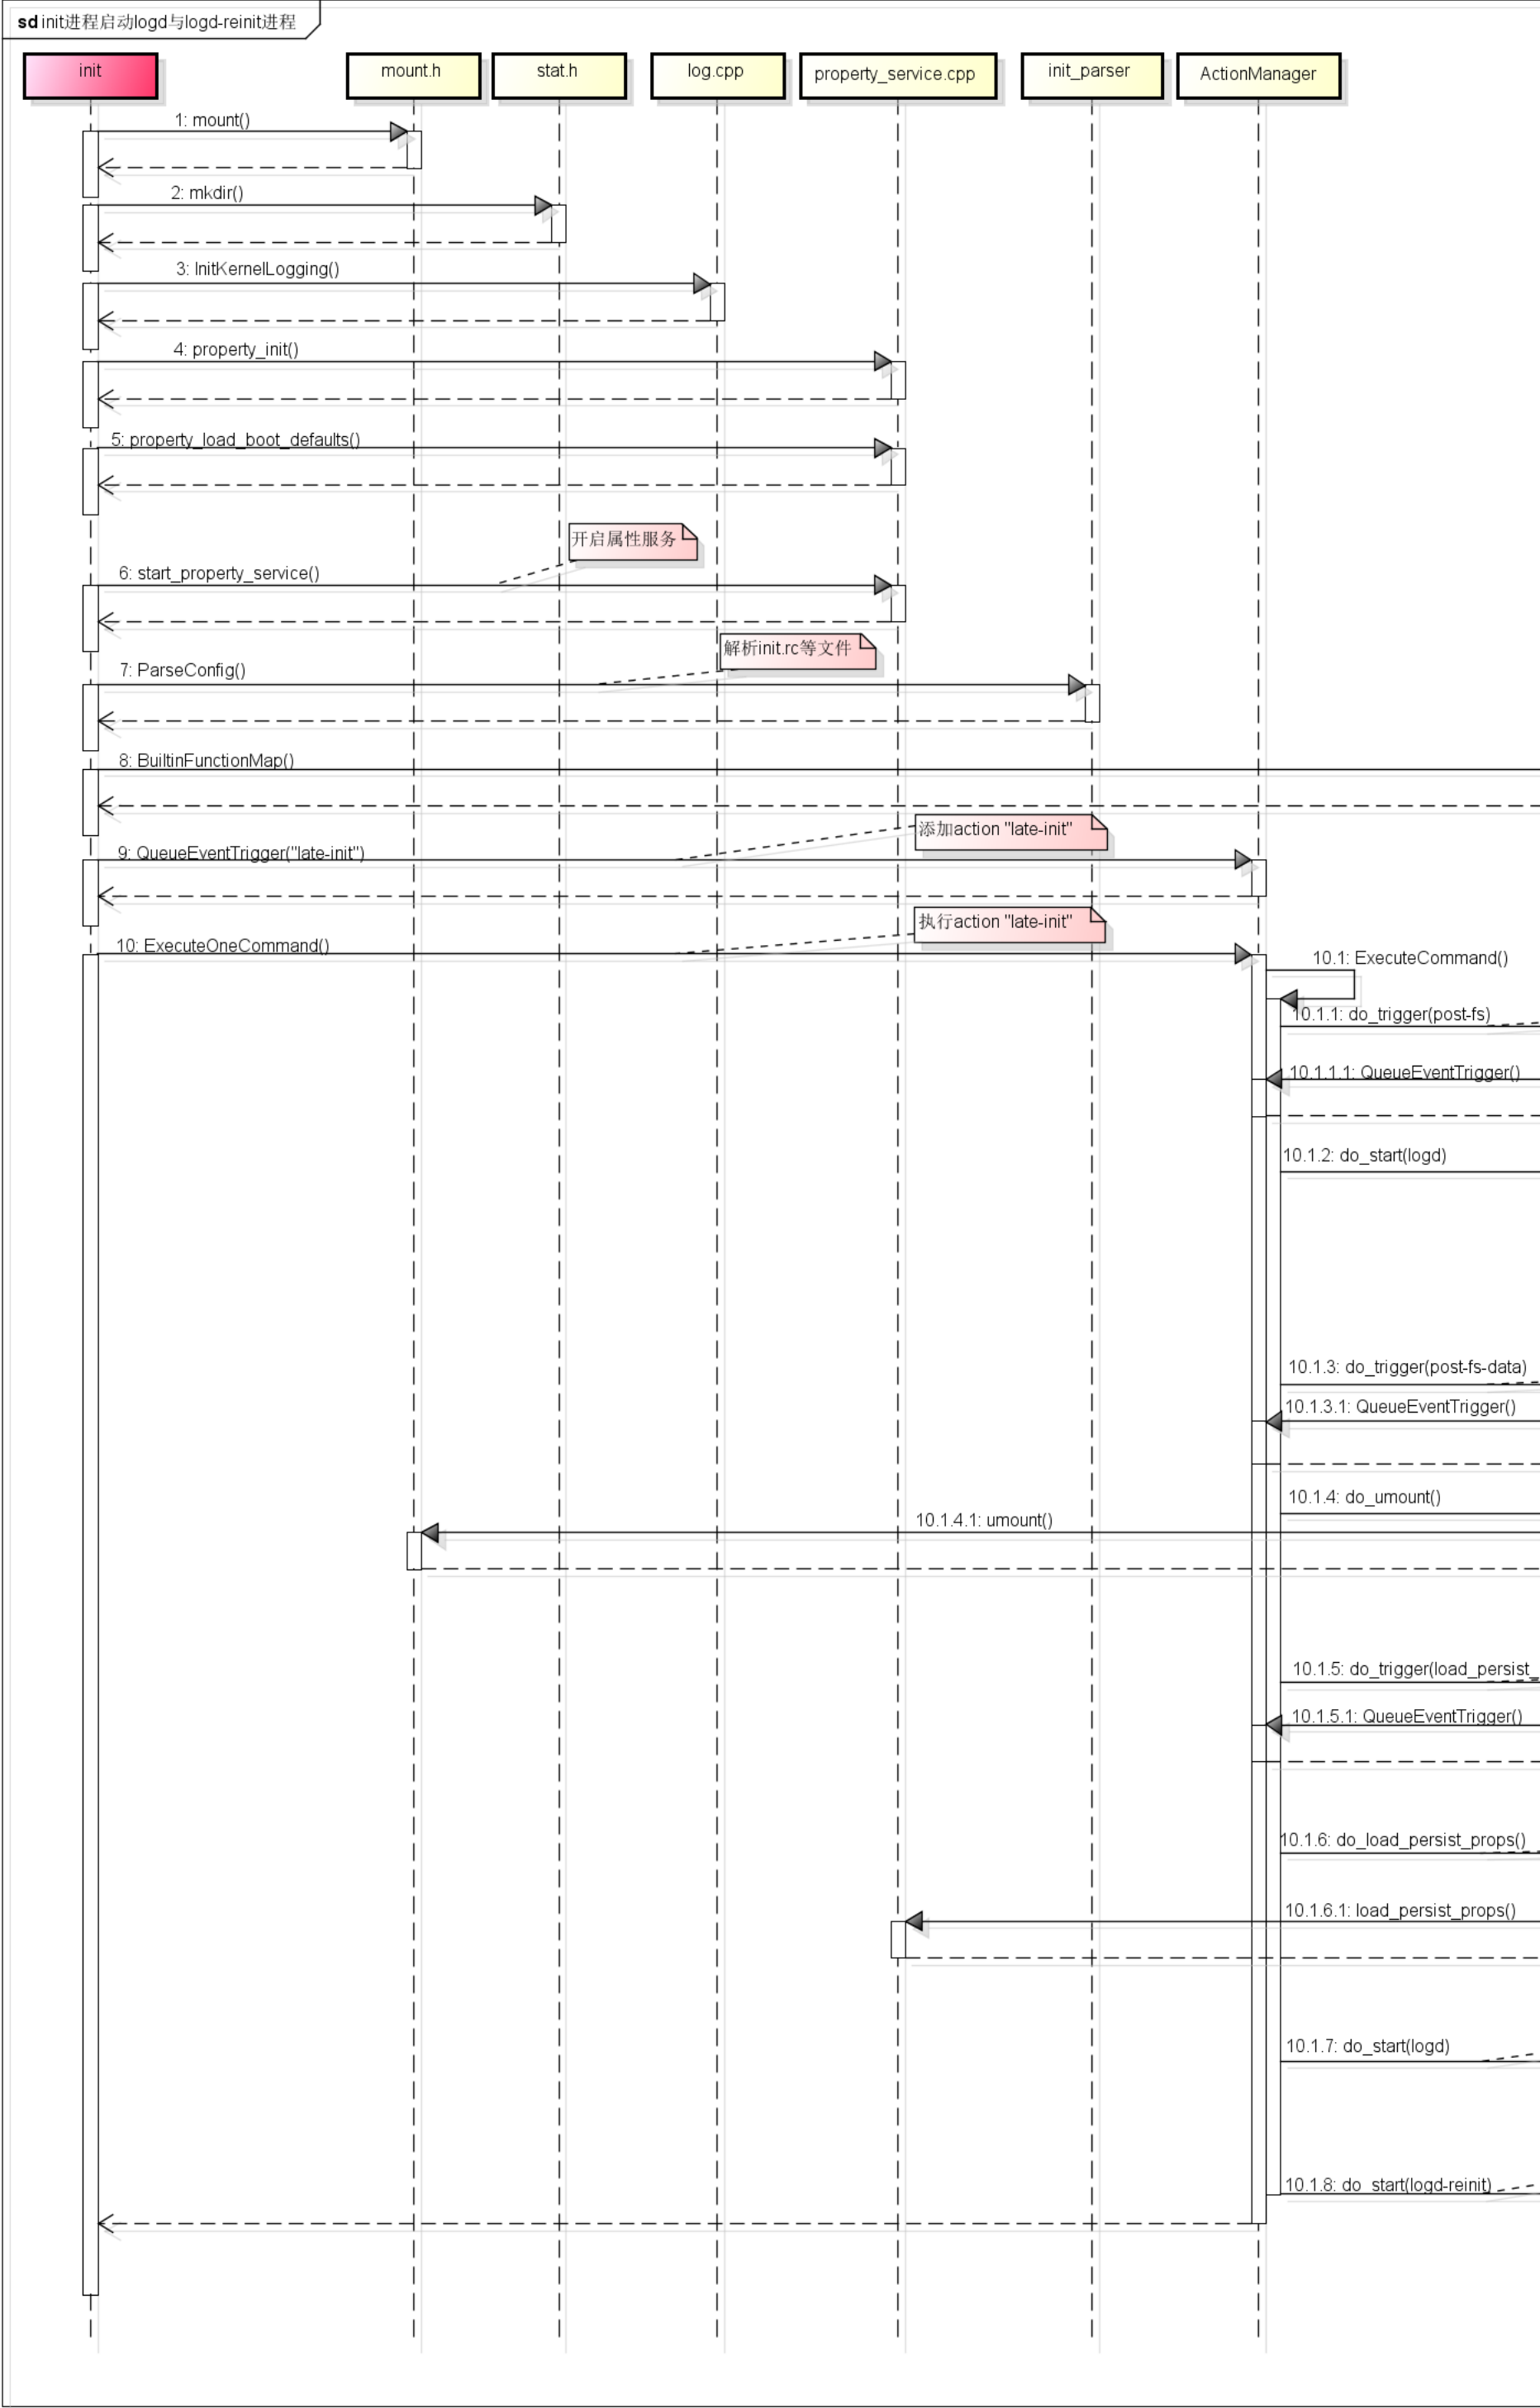 sd init进程启动logd与logd-reinit进程
init
mount.h
stat.h
log.cpp
property_service.cpp
init_parser
ActionManager
1: mount()
2: mkdir()
3: InitKernelLogging()
4: property_init()
5: property_load_boot_defaults()
开启属性服务
6: start_property_service()
解析init.rc等文件
7: ParseConfig()
8: BuiltinFunctionMap()
添加action "late-init"
9: QueueEventTrigger("late-init")
执行action "late-init"
10: ExecuteOneCommand()
10.1: ExecuteCommand()
10.1.1: do_trigger(post-fs)
10.1.1.1: QueueEventTrigger()
10.1.2: do_start(logd)
10.1.3: do_trigger(post-fs-data)
10.1.3.1: QueueEventTrigger()
10.1.4: do_umount()
10.1.4.1: umount()
10.1.5: do_trigger(load_persist_
10.1.5.1: QueueEventTrigger()
10.1.6: do_load_persist_props()
10.1.6.1: load_persist_props()
10.1.7: do_start(logd)
10.1.8: do_start(logd-reinit)